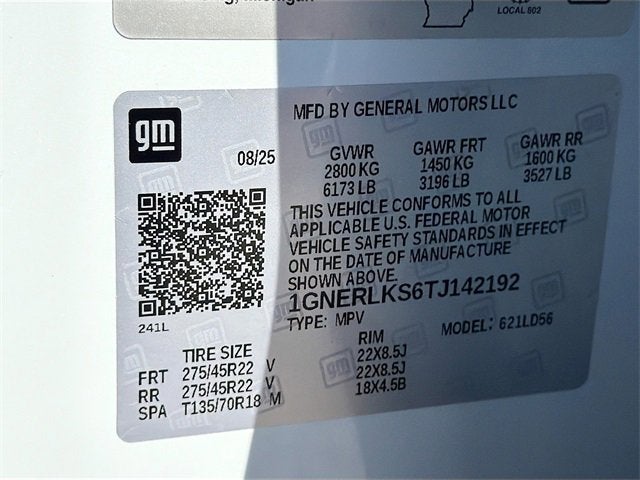 LOCAL 602
gm
MFD BY GENERAL MOTORS LLC
08/25
GVWR GAWR FRT GAWR RR
2800 KG 1450 KG 1600 KG
6173 LB 3196 LB 3527 LB
THIS VEHICLE CONFORMS TO ALL
APPLICABLE U.S. FEDERAL MOTOR
VEHICLE SAFETY STANDARDS IN EFFECT
ON THE DATE OF MANUFACTURE
SHOWN ABOVE.
1GNERLKS6TJ142192
TYPE: MPV MODEL: 621LD56
241L
TIRE SIZE RIM
FRT 275/45R22 V 22X8.5J
RR 275/45R22 V 22X8.5J
SPA T135/70R18 M 18X4.5B